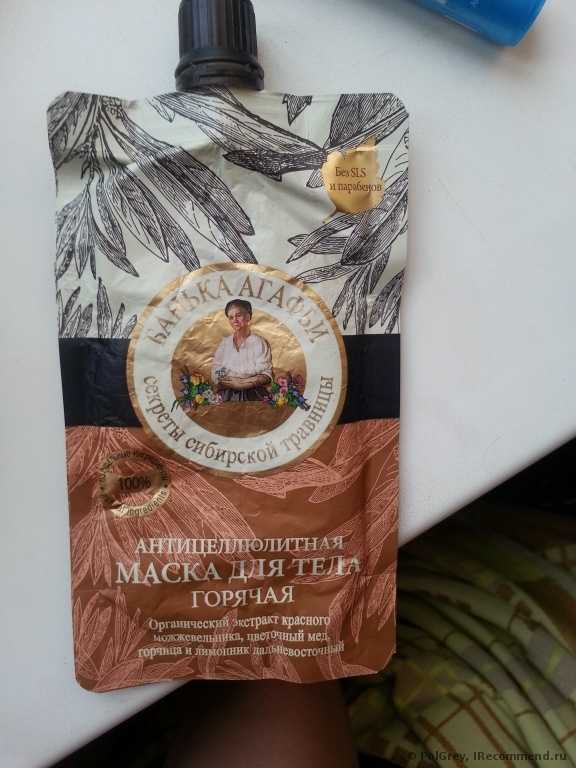 Без SLS
и парабенов
БАНЬКА АГАФЬИ
секреты сибирской травницы
100%
ingredients
АНТИЦЕЛЛЮЛИТНАЯ
МАСКА ДЛЯ ТЕЛА
ГОРЯЧАЯ
Органический экстракт красного
можжевельника, цветочный мед,
горчица и лимонник дальневосточный
© PolGrey, IRecommend.ru